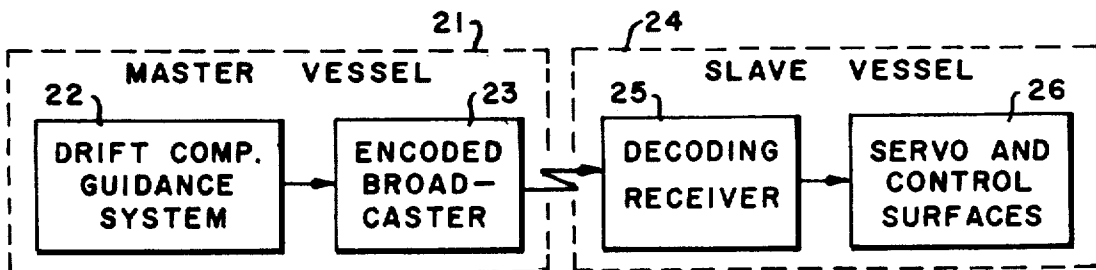 21
24
MASTER VESSEL
SLAVE VESSEL
22
23
25
26
DRIFT COMP.
GUIDANCE
SYSTEM
ENCODED
BROAD-
CASTER
DECODING
RECEIVER
SERVO AND
CONTROL
SURFACES